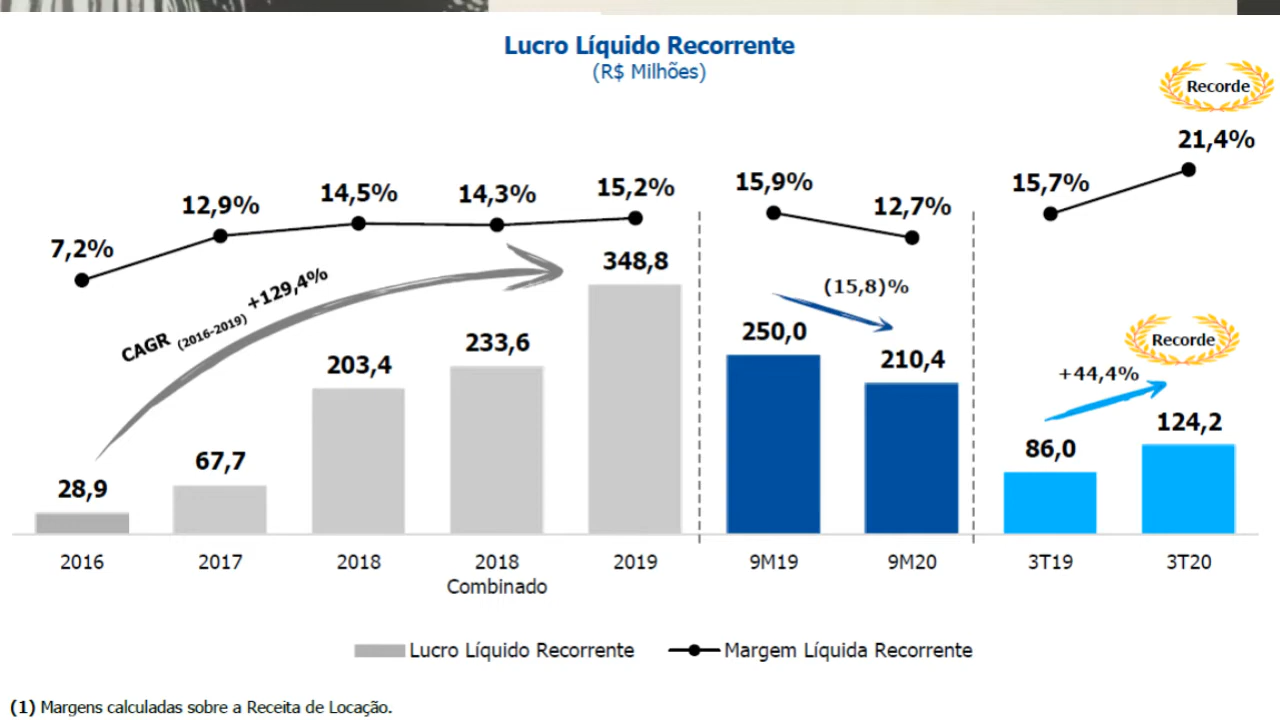 Lucro Líquido Recorrente
(R$ Milhões)
Recorde
21,4%
15,7%
15,9%
12,7%
15,2%
14,3%
14,5%
12,9%
7,2%
CAGR (2016-2019) +129,4%
348,8
(15,8)%
250,0
210,4
Recorde
+44,4%
124,2
86,0
233,6
203,4
67,7
28,9
2016 2017 2018 2018 2019 9M19 9M20 3T19 3T20
Combinado
Lucro Líquido Recorrente Margem Líquida Recorrente
(1) Margens calculadas sobre a Receita de Locação.